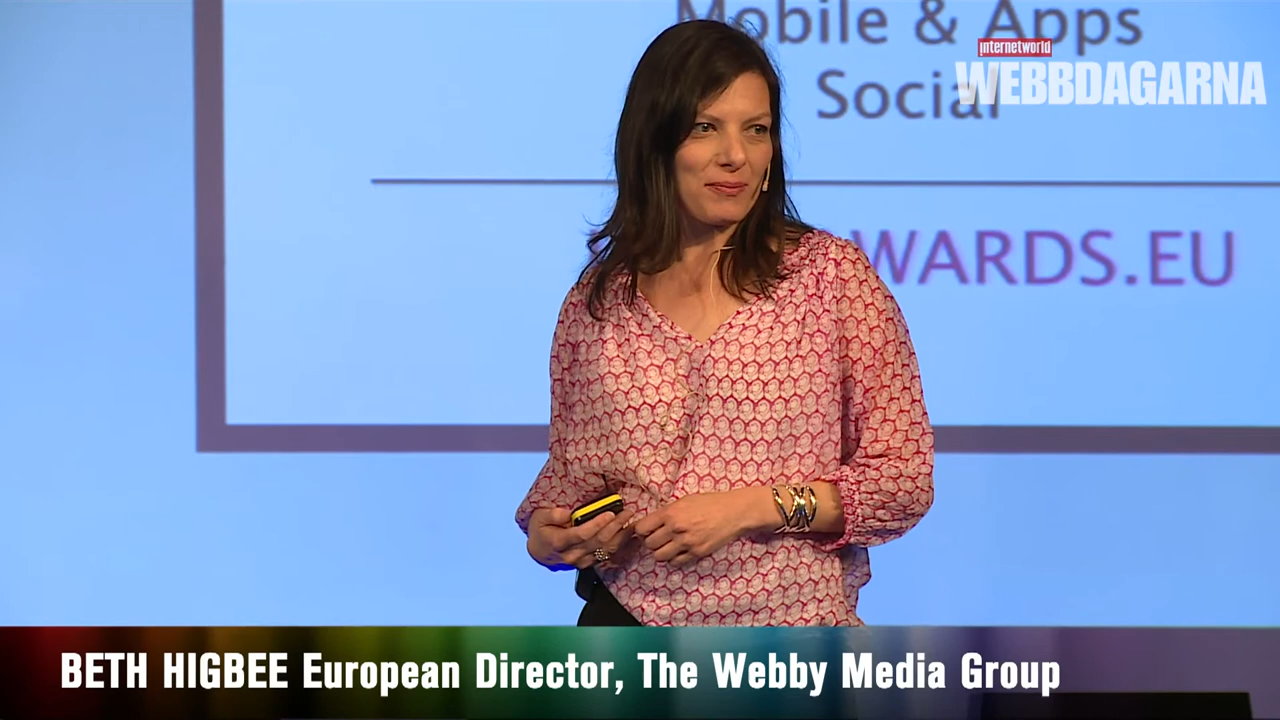 Mobile & Apps
internetworld
WEBBDAGARNA
Social
WARDS.EU
BETH HIGBEE European Director, The Webby Media Group